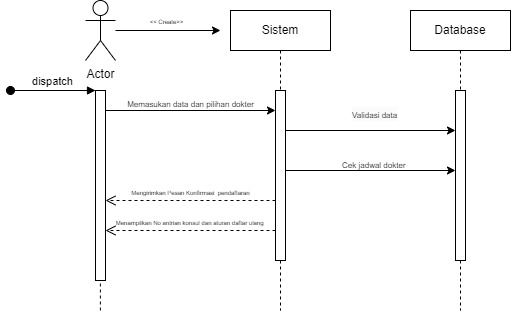 << Create>>
Sistem
Database
Actor
dispatch
Memasukan data dan pilihan dokter
Validasi data
Cek jadwal dokter
Mengirimkan Pesan Konfirmasi pendaftaran
Menampilkan No antrian konsul dan aturan daftar ulang